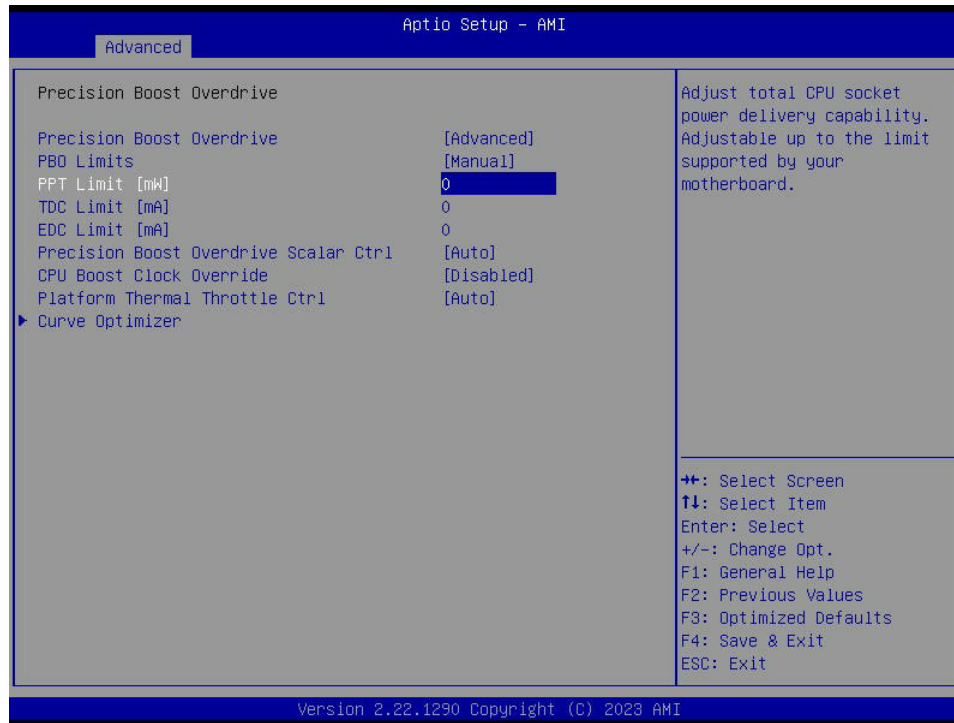 Aptio Setup – AMI
Advanced
Precision Boost Overdrive
Precision Boost Overdrive [Advanced]
PBO Limits [Manual]
PPT Limit [mW] 0
TDC Limit [mA] 0
EDC Limit [mA] 0
Precision Boost Overdrive Scalar Ctrl [Auto]
CPU Boost Clock Override [Disabled]
Platform Thermal Throttle Ctrl [Auto]
▶ Curve Optimizer
Adjust total CPU socket
power delivery capability.
Adjustable up to the limit
supported by your
motherboard.
→←: Select Screen
↑↓: Select Item
Enter: Select
+/-: Change Opt.
F1: General Help
F2: Previous Values
F3: Optimized Defaults
F4: Save & Exit
ESC: Exit
Version 2.22.1290 Copyright (C) 2023 AMI